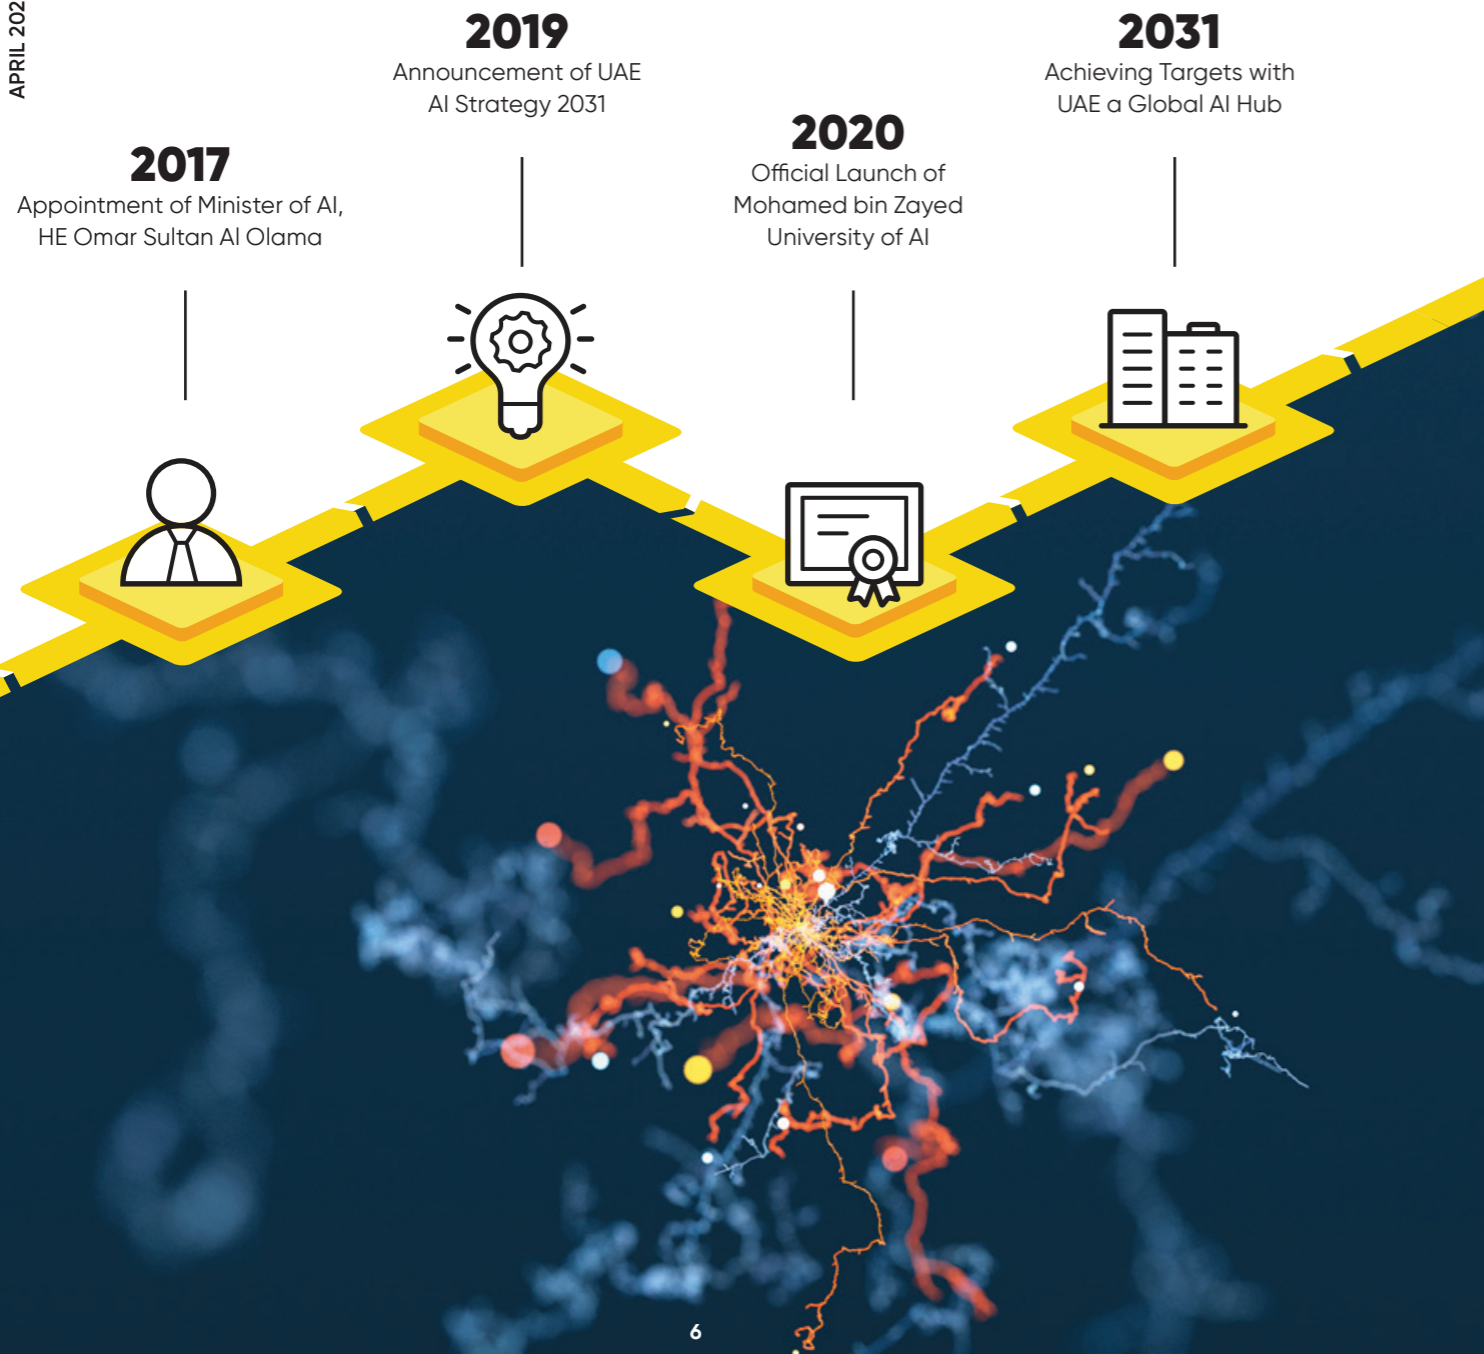 APRIL 202
2017
Appointment of Minister of AI,
HE Omar Sultan Al Olama
2019
Announcement of UAE
AI Strategy 2031
2020
Official Launch of
Mohamed bin Zayed
University of AI
2031
Achieving Targets with
UAE a Global AI Hub
6